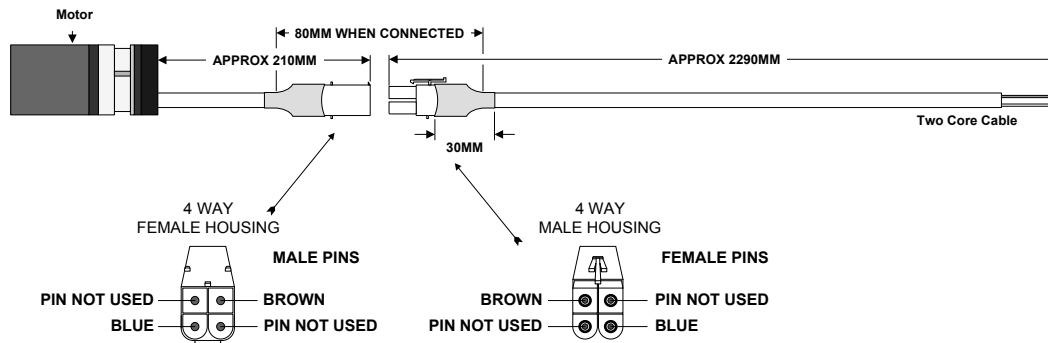 Motor
80MM WHEN CONNECTED
APPROX 210MM
APPROX 2290MM
Two Core Cable
30MM
4 WAY
FEMALE HOUSING
MALE PINS
PIN NOT USED
BROWN
BLUE
PIN NOT USED
4 WAY
MALE HOUSING
FEMALE PINS
BROWN
PIN NOT USED
PIN NOT USED
BLUE